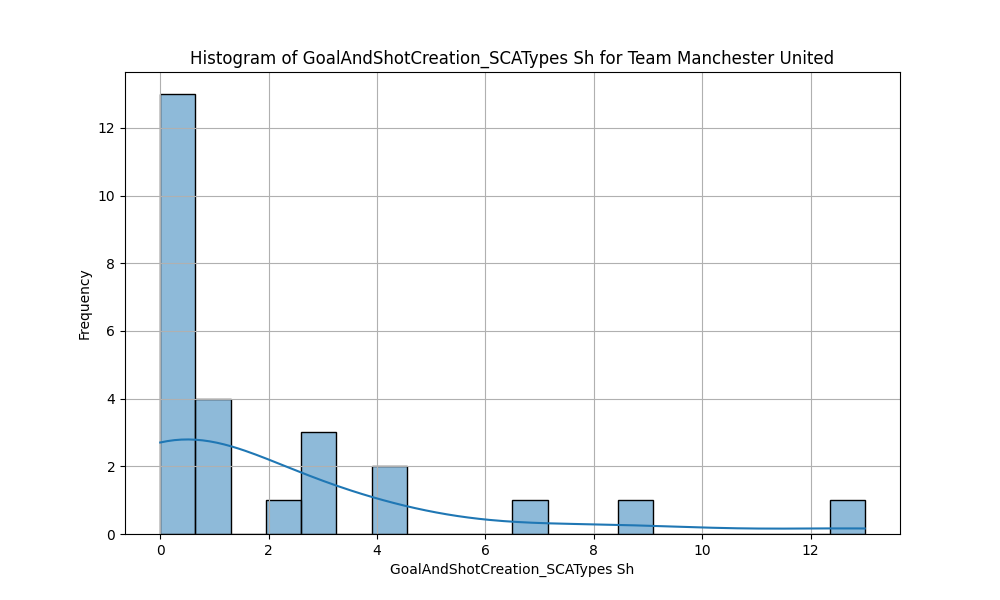 Histogram of GoalAndShotCreation_SCATypes Sh for Team Manchester United
12
10
8
6
4
2
0
Frequency
0 2 4 6 8 10 12
GoalAndShotCreation_SCATypes Sh